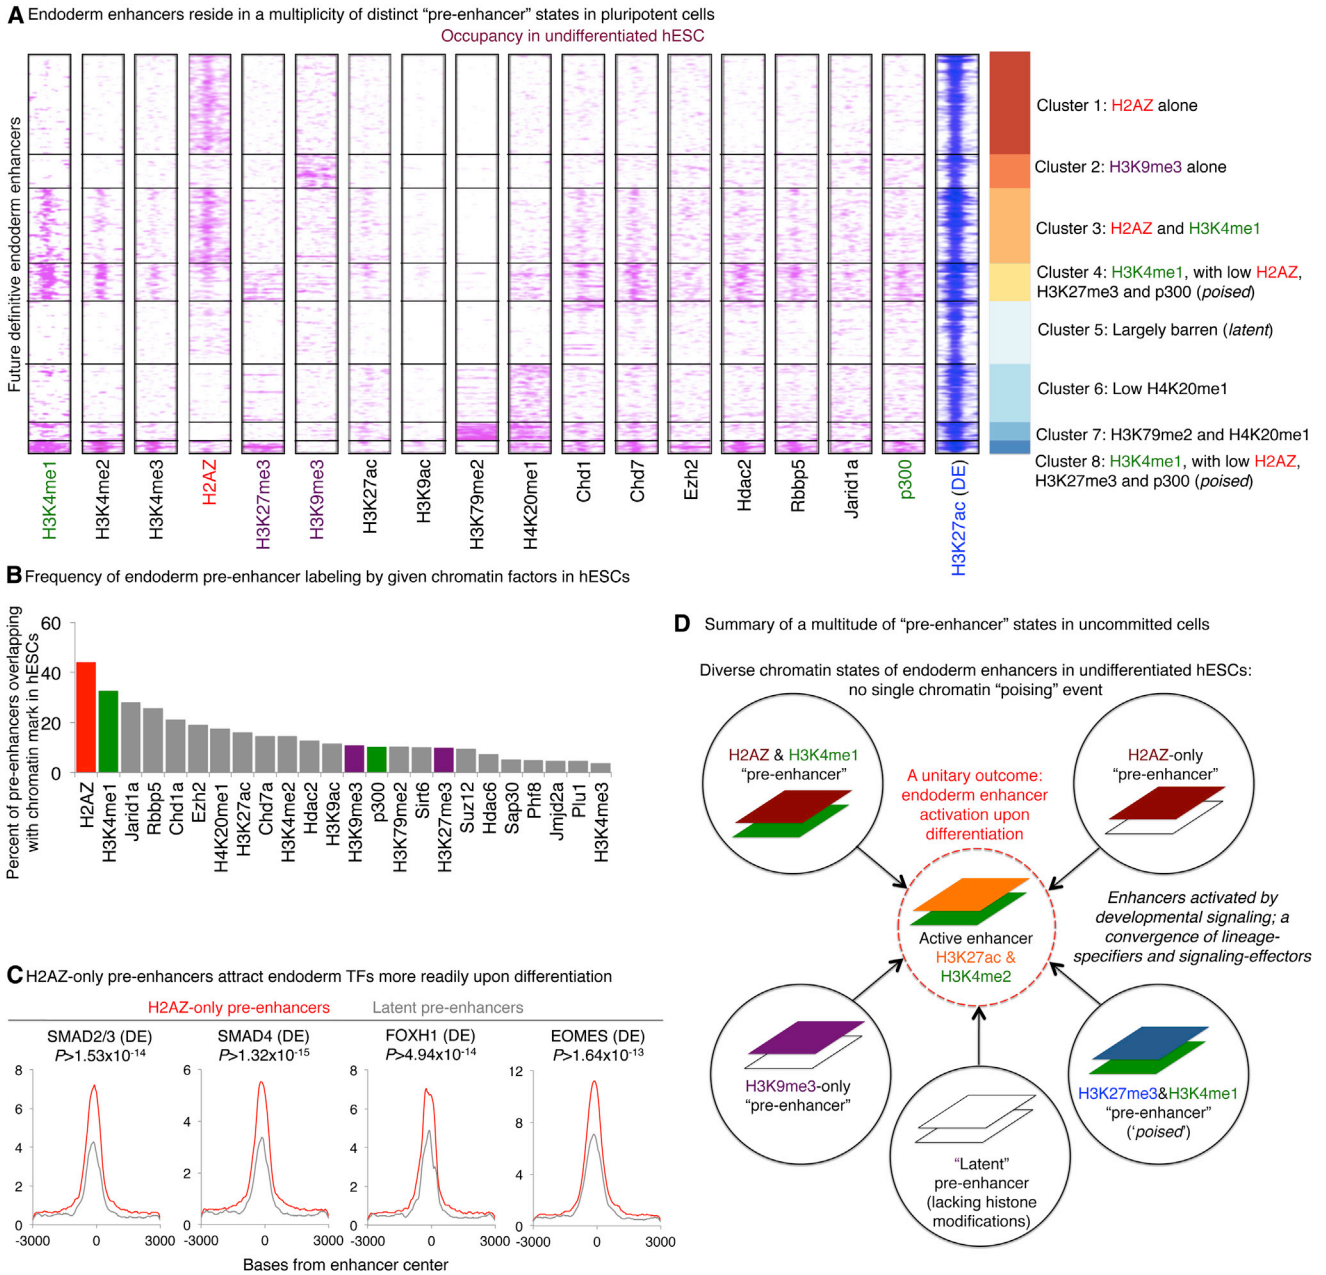 A Endoderm enhancers reside in a multiplicity of distinct “pre-enhancer” states in pluripotent cells
Occupancy in undifferentiated hESC
Future definitive endoderm enhancers
Cluster 1: H2AZ alone
Cluster 2: H3K9me3 alone
Cluster 3: H2AZ and H3K4me1
Cluster 4: H3K4me1, with low H2AZ,
H3K27me3 and p300 (poised)
Cluster 5: Largely barren (latent)
Cluster 6: Low H4K20me1
Cluster 7: H3K79me2 and H4K20me1
Cluster 8: H3K4me1, with low H2AZ,
H3K27me3 and p300 (poised)
H3K4me1
H3K4me2
H3K4me3
H2AZ
H3K27me3
H3K9me3
H3K27ac
H3K9ac
H3K79me2
H4K20me1
Chd1
Chd7
Ezh2
Hdac2
Rbbp5
Jarid1a
p300
H3K27ac (DE)
B Frequency of endoderm pre-enhancer labeling by given chromatin factors in hESCs
Percent of pre-enhancers overlapping
with chromatin mark in hESCs
60
40
20
0
H2AZ
H3K4me1
Jarid1a
Rbbp5
Chd1a
Ezh2
H4K20me1
H3K27ac
Chd7a
H3K4me2
Hdac2
H3K9ac
H3K9me3
p300
H3K79me2
Sirt6
H3K27me3
Suz12
Hdac6
Sap30
Phf8
Jmjd2a
Plu1
H3K4me3
C H2AZ-only pre-enhancers attract endoderm TFs more readily upon differentiation
H2AZ-only pre-enhancers
Latent pre-enhancers
SMAD2/3 (DE)
P>1.53x10-14
8
6
4
2
0
-3000 0 3000
SMAD4 (DE)
P>1.32x10-15
6
4
2
0
-3000 0 3000
FOXH1 (DE)
P>4.94x10-14
8
6
4
2
0
-3000 0 3000
EOMES (DE)
P>1.64x10-13
12
8
4
0
-3000 0 3000
Bases from enhancer center
D Summary of a multitude of “pre-enhancer” states in uncommitted cells
Diverse chromatin states of endoderm enhancers in undifferentiated hESCs:
no single chromatin “poising” event
H2AZ & H3K4me1
“pre-enhancer”
A unitary outcome:
endoderm enhancer
activation upon
differentiation
H2AZ-only
“pre-enhancer”
Active enhancer
H3K27ac &
H3K4me2
Enhancers activated by
developmental signaling; a
convergence of lineage-
specifiers and signaling-effectors
H3K9me3-only
“pre-enhancer”
“Latent”
pre-enhancer
(lacking histone
modifications)
H3K27me3&H3K4me1
“pre-enhancer”
(‘poised’)